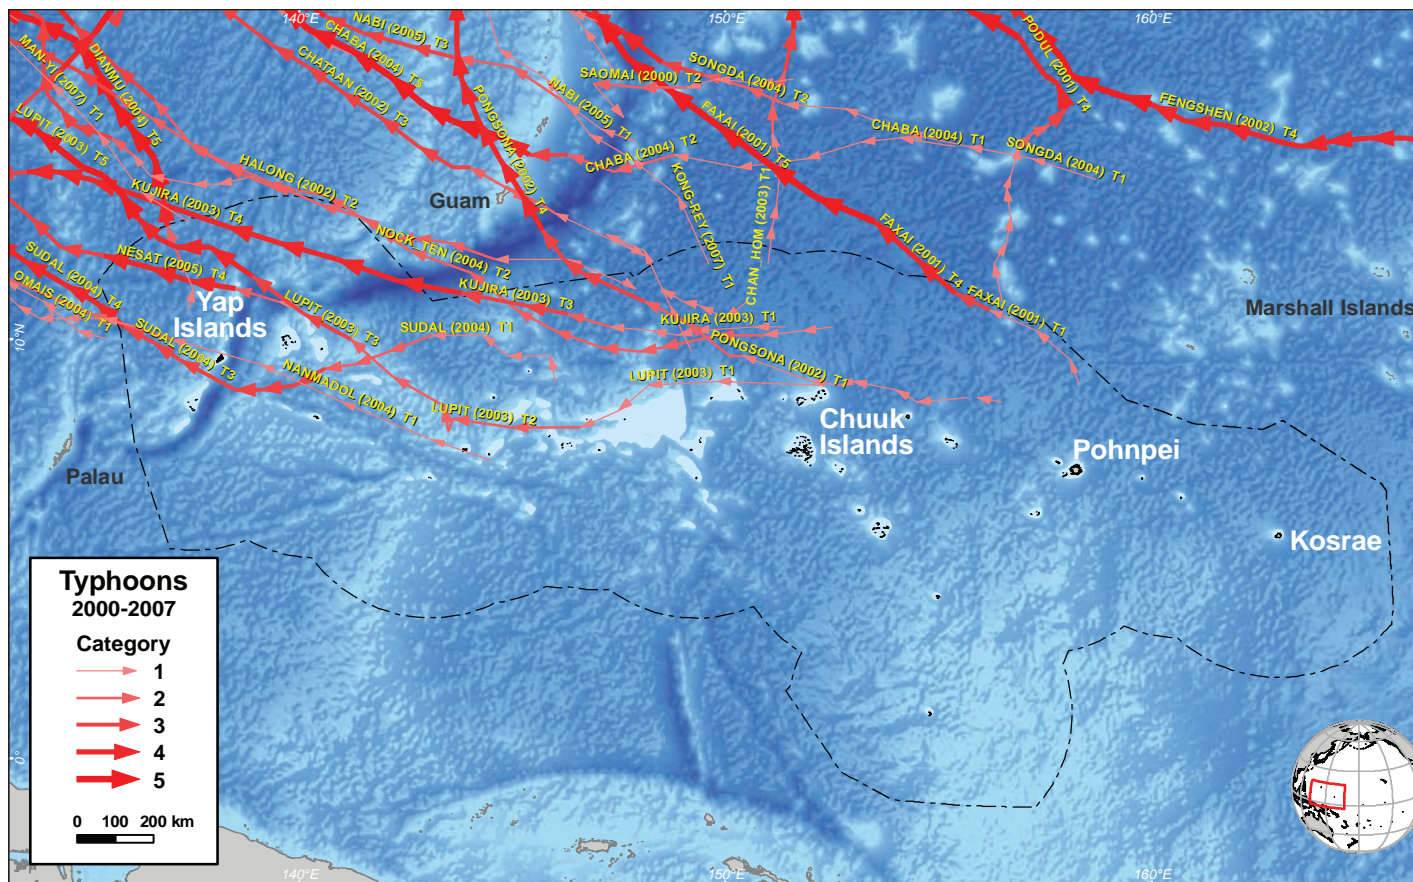 140°E
150°E
160°E
NABI (2005) T3
CHABA (2004) T5
CHATAAN (2002) T3
DIANMU (2004) T5
MAN-YI (2007) T1
LUPIT (2003) T5
PONGSONA (2002) T4
NABI (2005) T1
SAOMAI (2000) T2
SONGDA (2004) T2
PODUL (2001) T4
FENGSHEN (2002) T4
FAXAI (2001) T5
CHABA (2004) T1
SONGDA (2004) T1
CHABA (2004) T2
KONG-REY (2007) T1
CHAN_HOM (2003) T1
HALONG (2002) T2
KUJIRA (2003) T4
Guam
NOCK_TEN (2004) T2
FAXAI (2001) T4
FAXAI (2001) T1
SUDAL (2004) T4
NESAT (2005) T4
OMAIS (2004) T1
Yap
Islands
LUPIT (2003) T3
KUJIRA (2003) T3
KUJIRA (2003) T1
Marshall Islands
10°N
SUDAL (2004) T3
SUDAL (2004) T1
PONGSONA (2002) T1
NANMADOL (2004) T1
LUPIT (2003) T1
LUPIT (2003) T2
Chuuk
Islands
Pohnpei
Palau
Kosrae
Typhoons
2000-2007
Category
1
2
3
4
5
0 100 200 km
0°
140°E
150°E
160°E